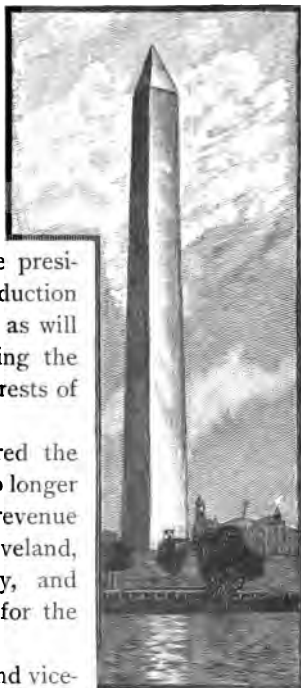 e presi-
duction
as will
ing the
rests of
red the
longer
revenue
veland,
y, and
for the
nd vice-